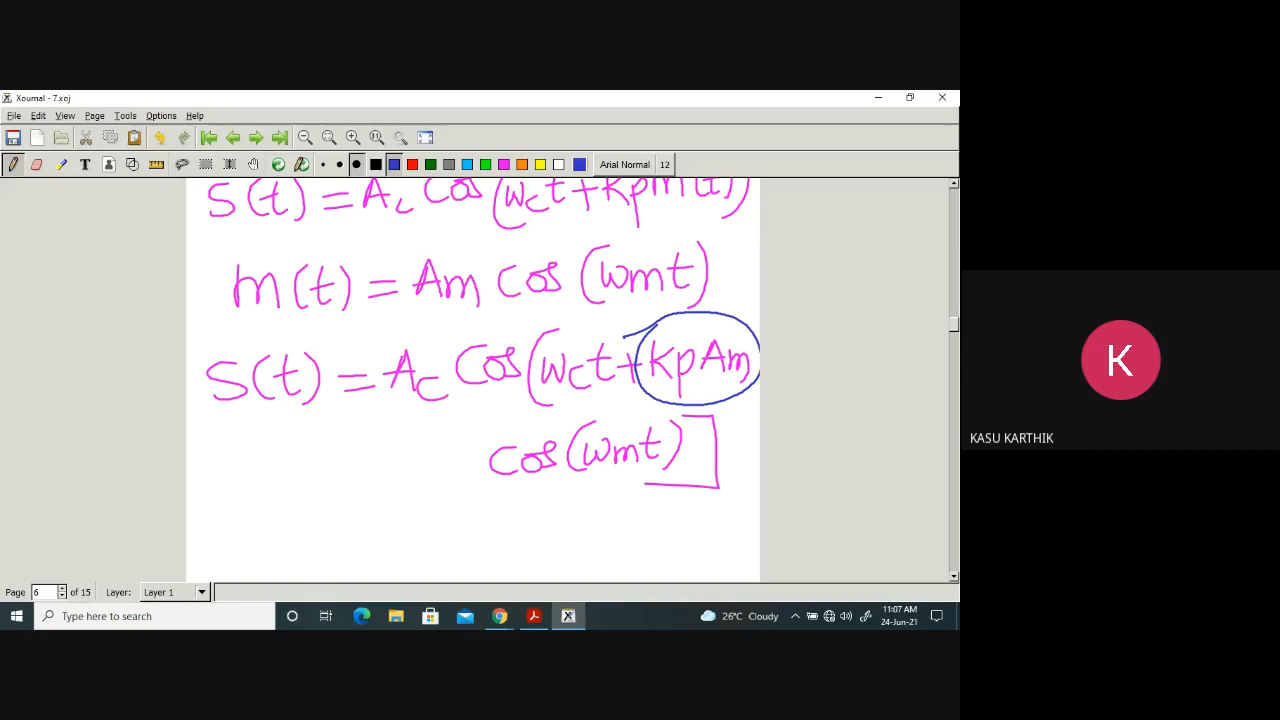 Xournal - 7.xoj
File Edit View Page Tools Options Help
Arial Normal 12
S(t) = Ac Cos(wct+Kpm(t))
m(t) = Am Cos (wmt)
S(t) = Ac Cos(wct+KpAm
Cos(wmt)]
K
KASU KARTHIK
Page 6 of 15 Layer: Layer 1
Type here to search
26°C Cloudy
11:07 AM
24-Jun-21